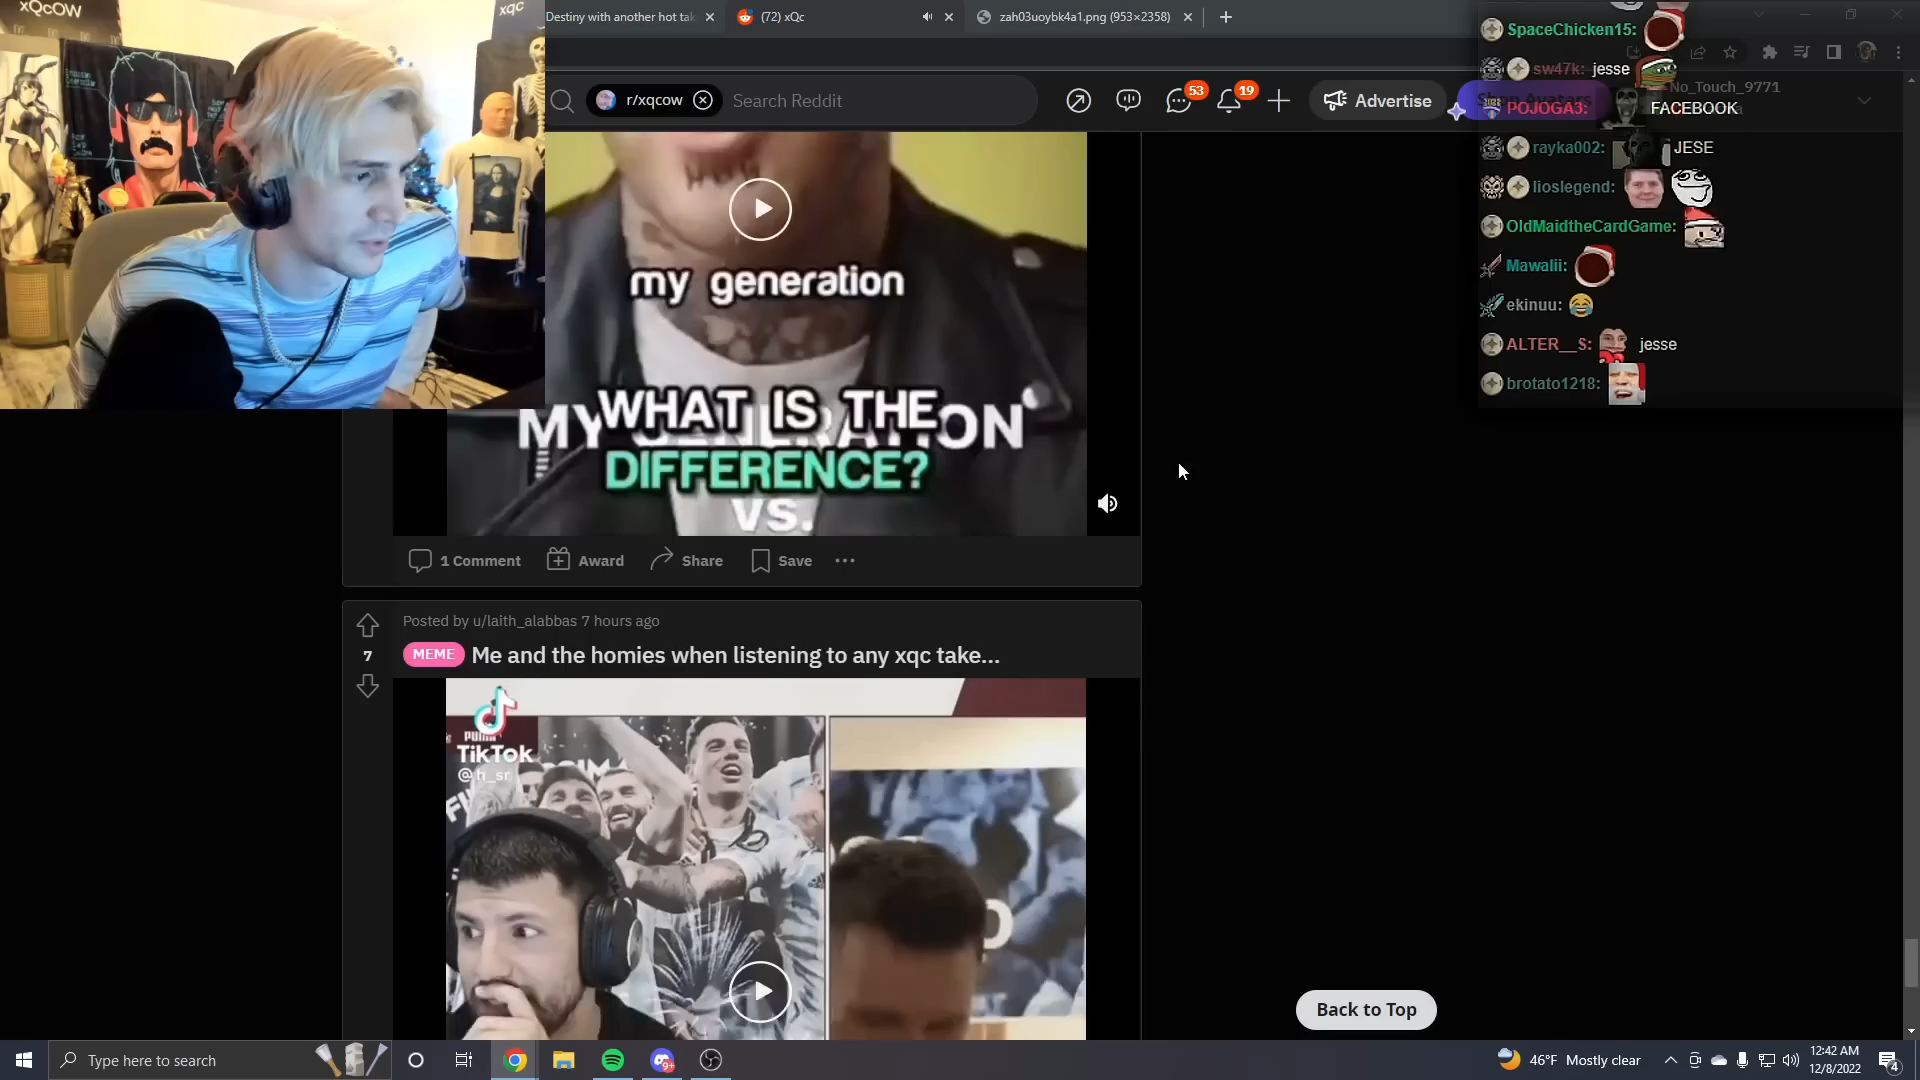 xQcOW
xqc
Destiny with another hot tak
(72) xQc
zah03uoybk4a1.png (953×2358)
r/xqcow
Search Reddit
53
19
Advertise
No_Touch_9771
SpaceChicken15:
sw47k: jesse
POJOGA3: FACEBOOK
rayka002: JESE
lioslegend:
OldMaidtheCardGame:
Mawalii:
ekinuu:
ALTER__S: jesse
brotato1218:
my generation
MY GENERATION
WHAT IS THE
DIFFERENCE?
VS.
1 Comment
Award
Share
Save
Posted by u/laith_alabbas 7 hours ago
7
MEME
Me and the homies when listening to any xqc take...
TikTok
@h_sr
Back to Top
Type here to search
9+
46°F Mostly clear
12:42 AM
12/8/2022
4